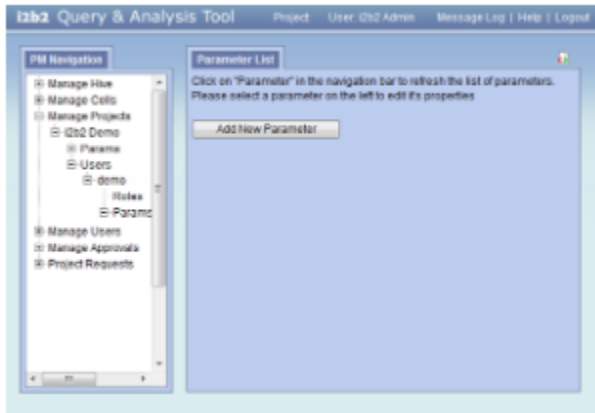 i2b2 Query & Analysis Tool
Project
User: i2b2 Admin
Message Log | Help | Logout
PM Navigation
Manage Hive
Manage Cells
Manage Projects
i2b2 Demo
Params
Users
demo
Roles
Params
Manage Users
Manage Approvals
Project Requests
Parameter List
Click on "Parameter" in the navigation bar to refresh the list of parameters.
Please select a parameter on the left to edit it's properties
Add New Parameter